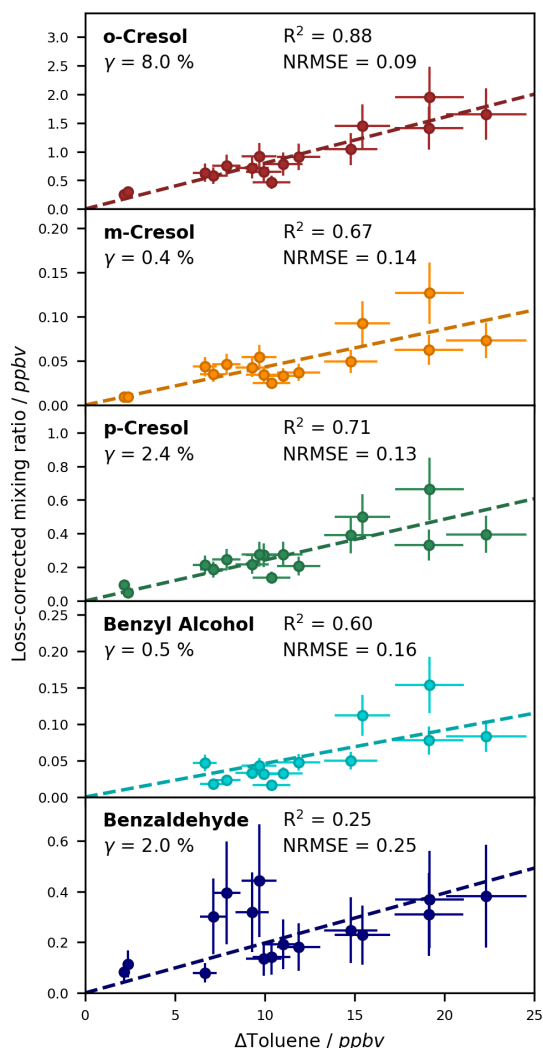 o-Cresol R² = 0.88
γ = 8.0 % NRMSE = 0.09
3.0
2.5
2.0
1.5
1.0
0.5
0.0
m-Cresol R² = 0.67
γ = 0.4 % NRMSE = 0.14
0.20
0.15
0.10
0.05
0.00
p-Cresol R² = 0.71
γ = 2.4 % NRMSE = 0.13
1.0
0.8
0.6
0.4
0.2
0.0
Benzyl Alcohol R² = 0.60
γ = 0.5 % NRMSE = 0.16
0.25
0.20
0.15
0.10
0.05
0.00
Benzaldehyde R² = 0.25
γ = 2.0 % NRMSE = 0.25
0.6
0.4
0.2
0.0
0 5 10 15 20 25
ΔToluene / ppbv
Loss-corrected mixing ratio / ppbv